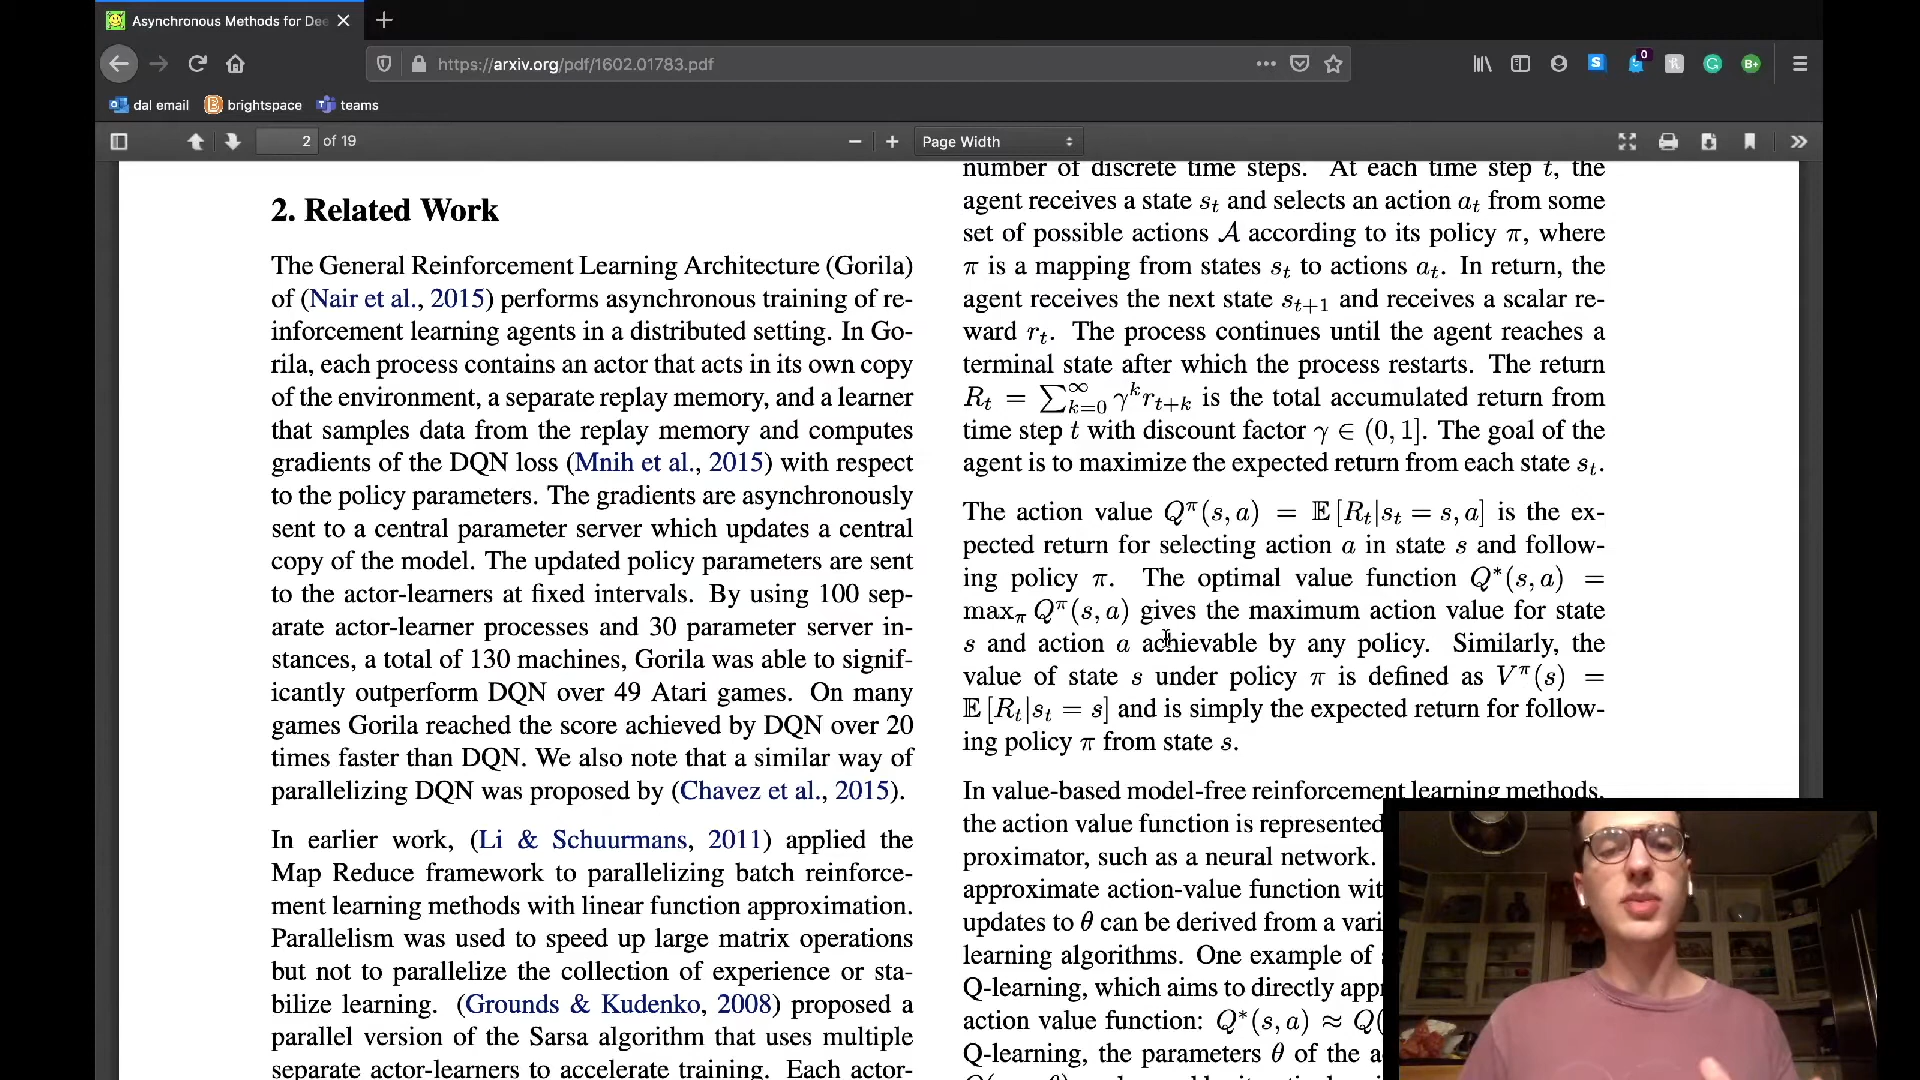 Asynchronous Methods for Dee
https://arxiv.org/pdf/1602.01783.pdf
0
B+
dal email
brightspace
teams
2 of 19
Page Width
2. Related Work
The General Reinforcement Learning Architecture (Gorila)
of (Nair et al., 2015) performs asynchronous training of re-
inforcement learning agents in a distributed setting. In Go-
rila, each process contains an actor that acts in its own copy
of the environment, a separate replay memory, and a learner
that samples data from the replay memory and computes
gradients of the DQN loss (Mnih et al., 2015) with respect
to the policy parameters. The gradients are asynchronously
sent to a central parameter server which updates a central
copy of the model. The updated policy parameters are sent
to the actor-learners at fixed intervals. By using 100 sep-
arate actor-learner processes and 30 parameter server in-
stances, a total of 130 machines, Gorila was able to signif-
icantly outperform DQN over 49 Atari games. On many
games Gorila reached the score achieved by DQN over 20
times faster than DQN. We also note that a similar way of
parallelizing DQN was proposed by (Chavez et al., 2015).
In earlier work, (Li & Schuurmans, 2011) applied the
Map Reduce framework to parallelizing batch reinforce-
ment learning methods with linear function approximation.
Parallelism was used to speed up large matrix operations
but not to parallelize the collection of experience or sta-
bilize learning. (Grounds & Kudenko, 2008) proposed a
parallel version of the Sarsa algorithm that uses multiple
separate actor-learners to accelerate training. Each actor-
number of discrete time steps. At each time step t, the
agent receives a state s_t and selects an action a_t from some
set of possible actions 𝒜 according to its policy π, where
π is a mapping from states s_t to actions a_t. In return, the
agent receives the next state s_{t+1} and receives a scalar re-
ward r_t. The process continues until the agent reaches a
terminal state after which the process restarts. The return
R_t = ∑_{k=0}^∞ γ^k r_{t+k} is the total accumulated return from
time step t with discount factor γ ∈ (0, 1]. The goal of the
agent is to maximize the expected return from each state s_t.
The action value Q^π(s, a) = 𝔼 [R_t|s_t = s, a] is the ex-
pected return for selecting action a in state s and follow-
ing policy π. The optimal value function Q*(s, a) =
max_π Q^π(s, a) gives the maximum action value for state
s and action a achievable by any policy. Similarly, the
value of state s under policy π is defined as V^π(s) =
𝔼 [R_t|s_t = s] and is simply the expected return for follow-
ing policy π from state s.
In value-based model-free reinforcement learning methods,
the action value function is represented
proximator, such as a neural network.
approximate action-value function wit
updates to θ can be derived from a vari
learning algorithms. One example of
Q-learning, which aims to directly app
action value function: Q*(s, a) ≈ Q(
Q-learning, the parameters θ of the a